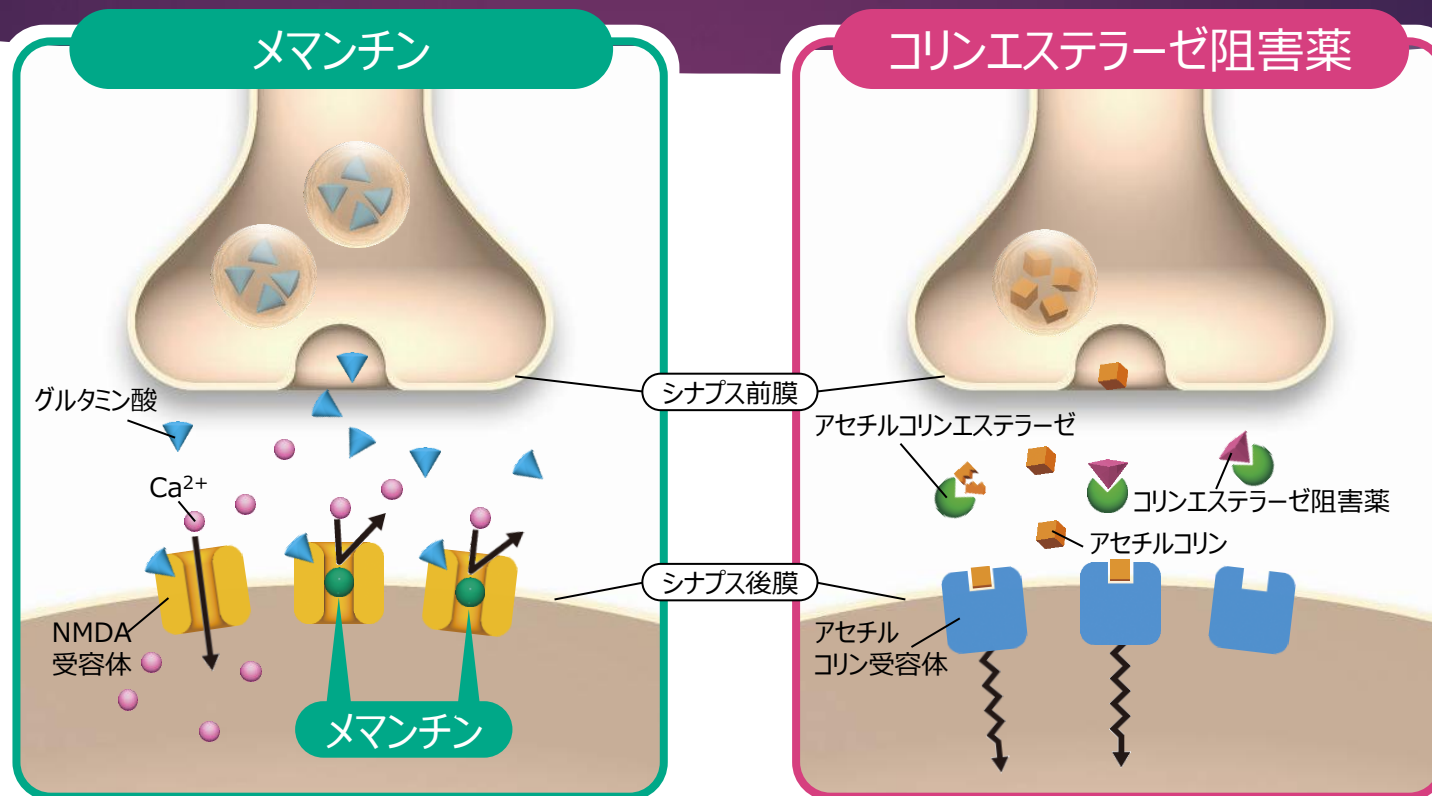 メマンチン
コリンエステラーゼ阻害薬
グルタミン酸
Ca²⁺
NMDA
受容体
メマンチン
シナプス前膜
シナプス後膜
アセチルコリンエステラーゼ
コリンエステラーゼ阻害薬
アセチルコリン
アセチル
コリン受容体